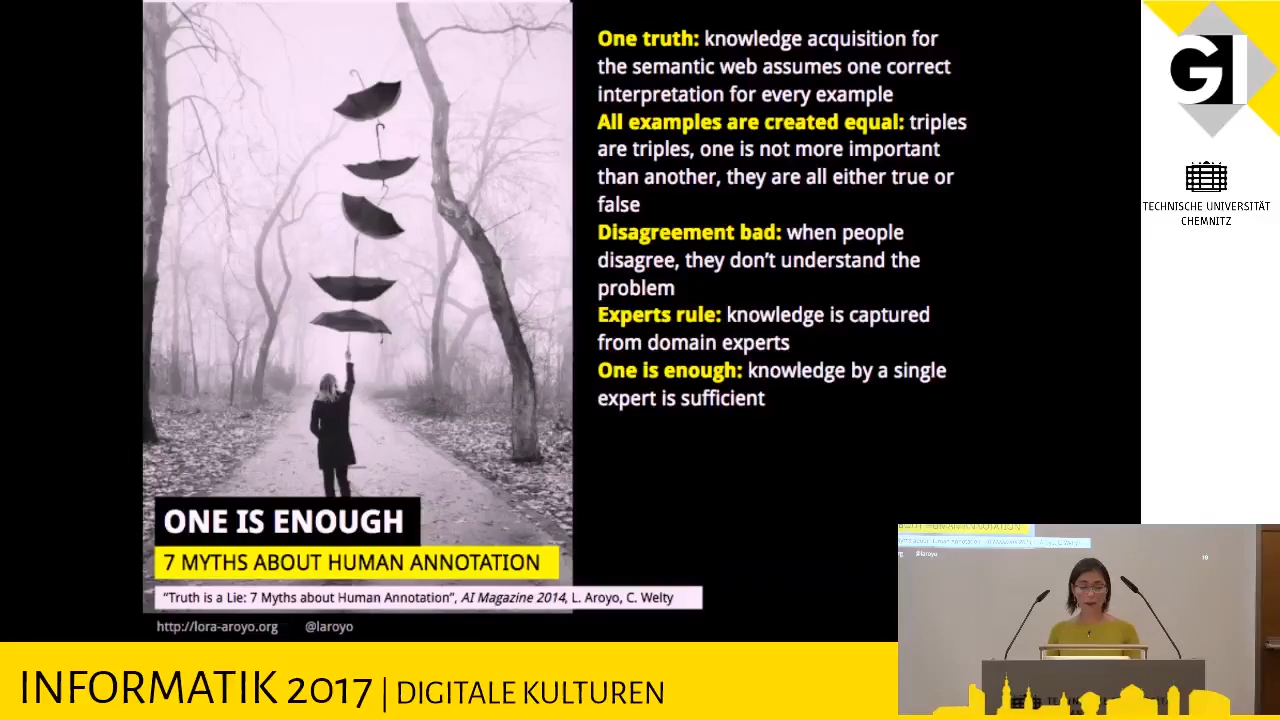 One truth: knowledge acquisition for
the semantic web assumes one correct
interpretation for every example
All examples are created equal: triples
are triples, one is not more important
than another, they are all either true or
false
Disagreement bad: when people
disagree, they don't understand the
problem
Experts rule: knowledge is captured
from domain experts
One is enough: knowledge by a single
expert is sufficient
ONE IS ENOUGH
7 MYTHS ABOUT HUMAN ANNOTATION
"Truth is a Lie: 7 Myths about Human Annotation", AI Magazine 2014, L. Aroyo, C. Welty
http://lora-aroyo.org @laroyo
GI
TECHNISCHE UNIVERSITÄT
CHEMNITZ
@laroyo
INFORMATIK 2017 | DIGITALE KULTUREN